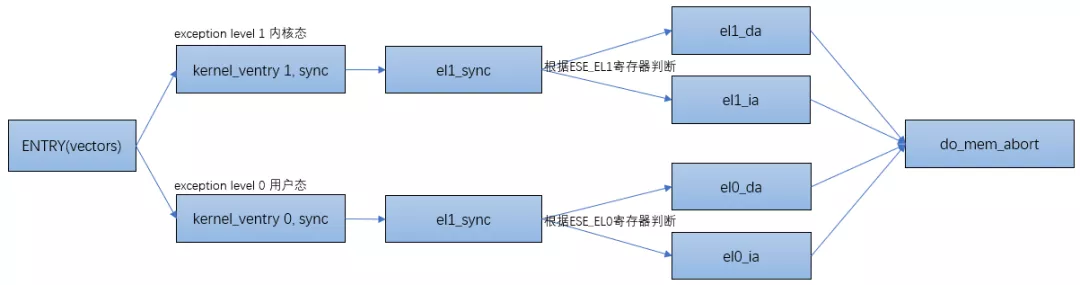 ENTRY(vectors)
exception level 1 内核态
kernel_ventry 1, sync
el1_sync
根据ESE_EL1寄存器判断
el1_da
el1_ia
exception level 0 用户态
kernel_ventry 0, sync
el1_sync
根据ESE_EL0寄存器判断
el0_da
el0_ia
do_mem_abort